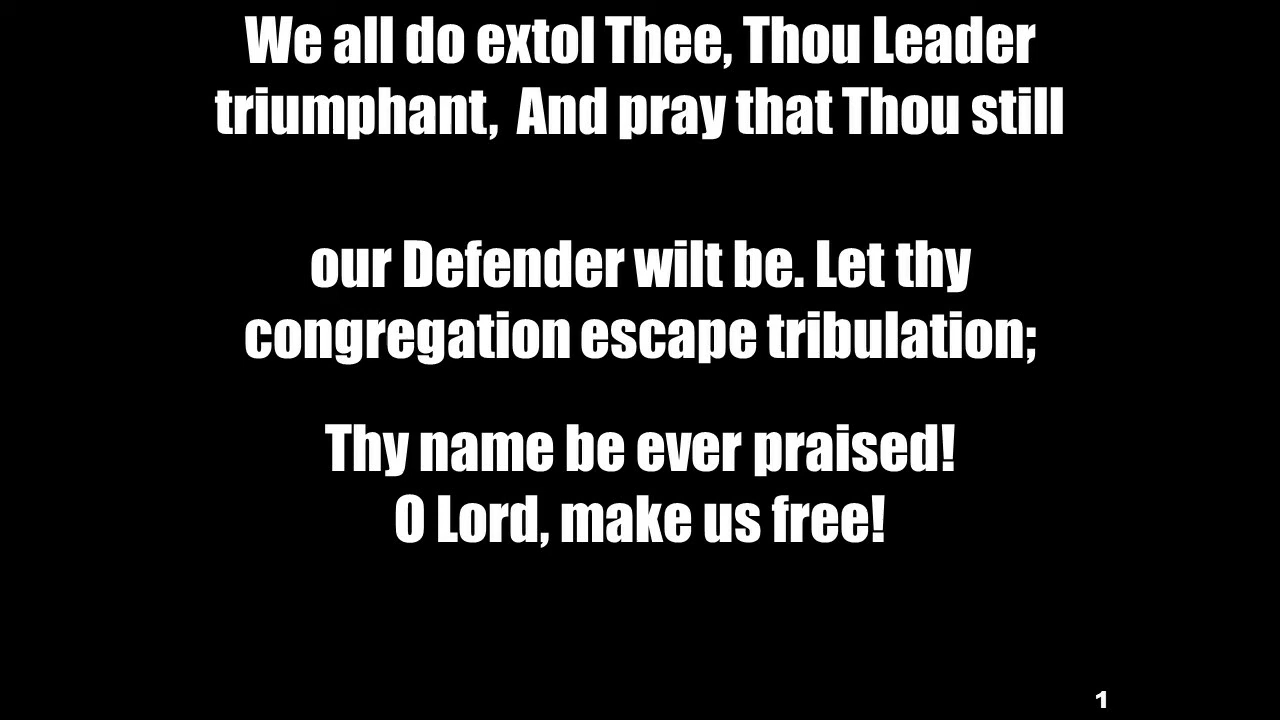 We all do extol Thee, Thou Leader
triumphant,  And pray that Thou still
our Defender wilt be. Let thy
congregation escape tribulation;
Thy name be ever praised!
O Lord, make us free!
1